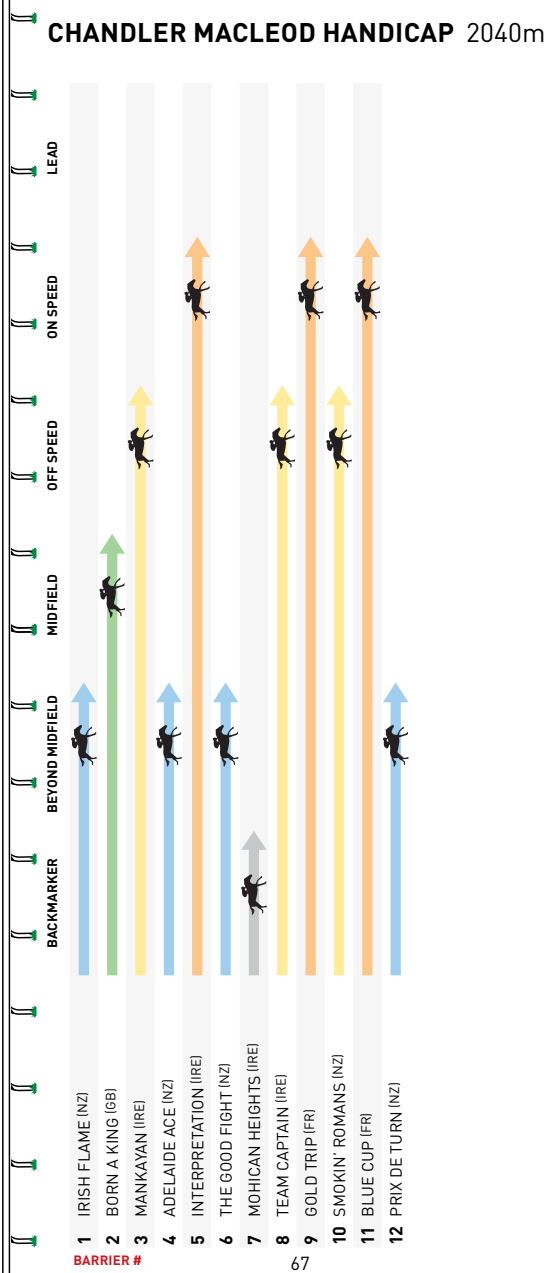 CHANDLER MACLEOD HANDICAP 2040m
LEAD
ON SPEED
OFF SPEED
MIDFIELD
BEYOND MIDFIELD
BACKMARKER
1 IRISH FLAME (NZ)
2 BORN A KING (GB)
3 MANKAYAN (IRE)
4 ADELAIDE ACE (NZ)
5 INTERPRETATION (IRE)
6 THE GOOD FIGHT (NZ)
7 MOHICAN HEIGHTS (IRE)
8 TEAM CAPTAIN (IRE)
9 GOLD TRIP (FR)
10 SMOKIN' ROMANS (NZ)
11 BLUE CUP (FR)
12 PRIX DE TURN (NZ)
BARRIER #
67